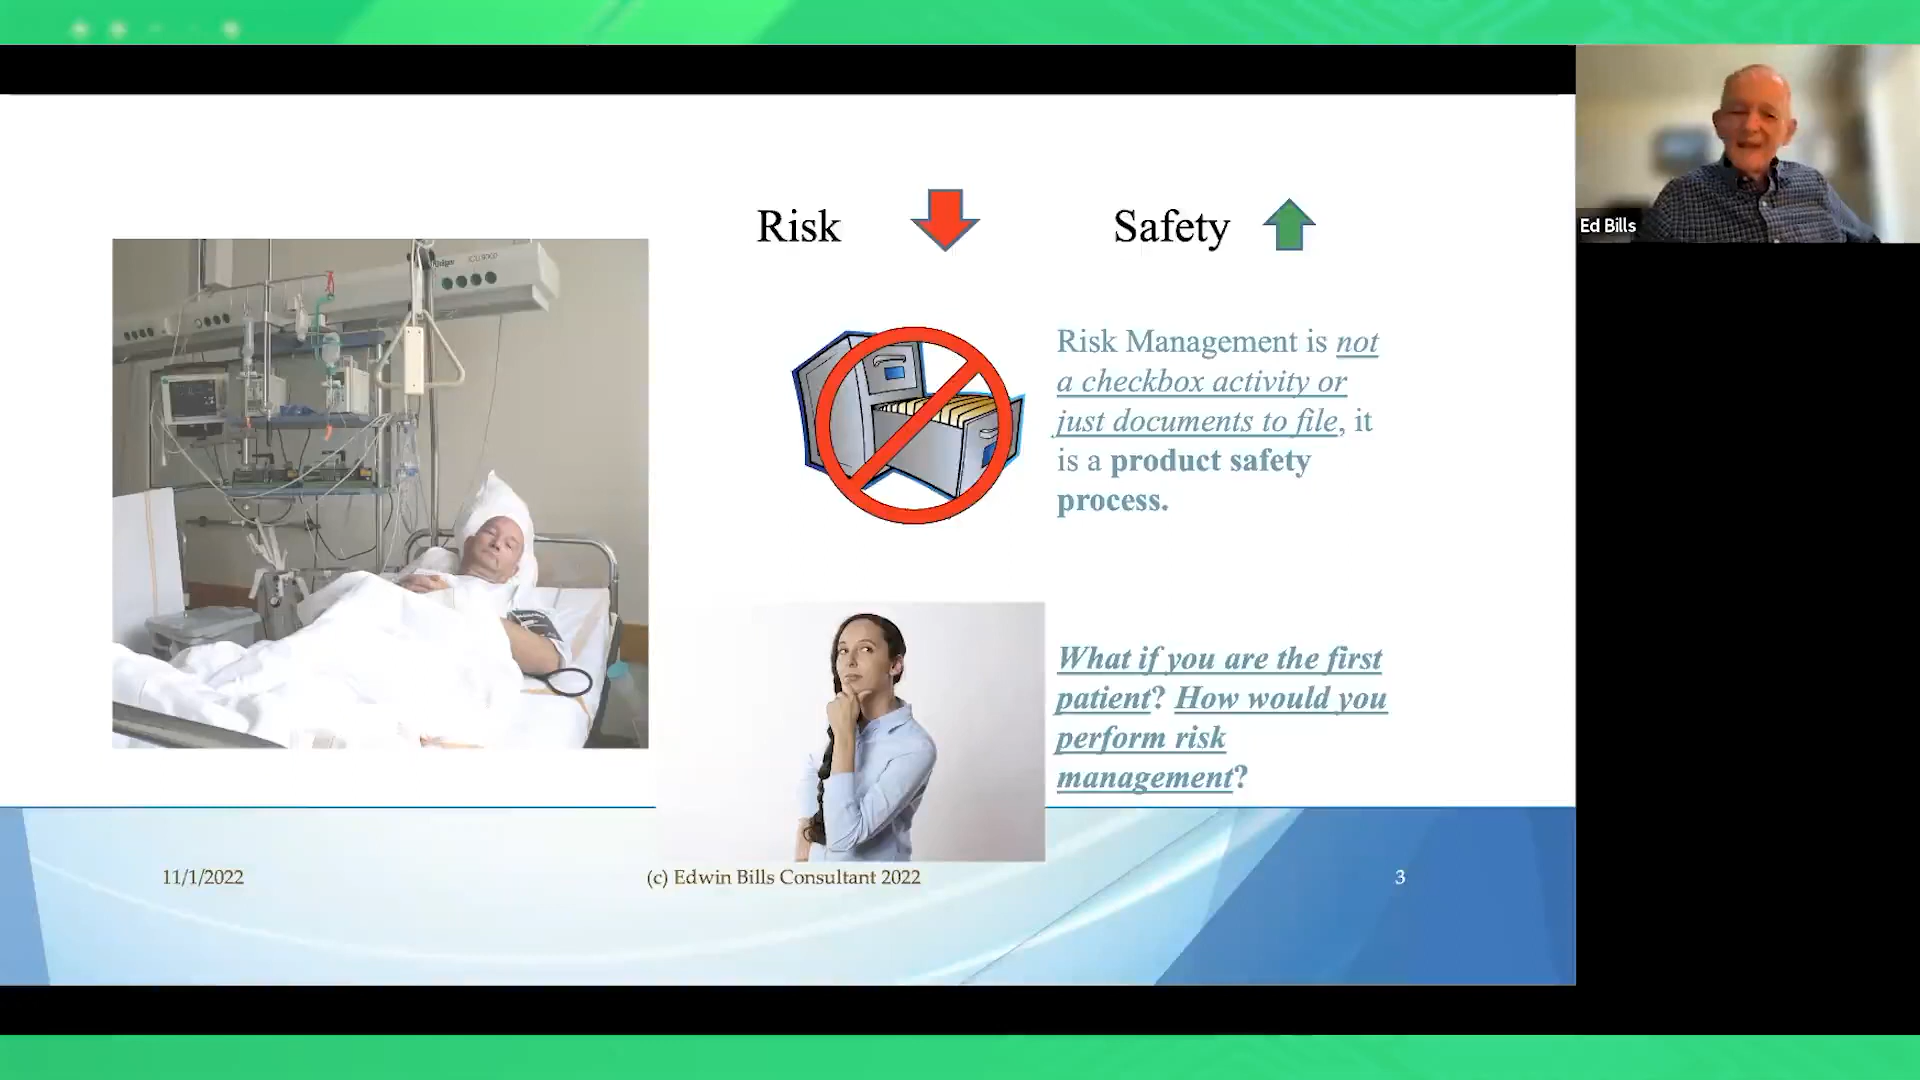 Risk
Safety
Ed Bills
Risk Management is not
a checkbox activity or
just documents to file, it
is a product safety
process.
What if you are the first
patient? How would you
perform risk
management?
11/1/2022
(c) Edwin Bills Consultant 2022
3